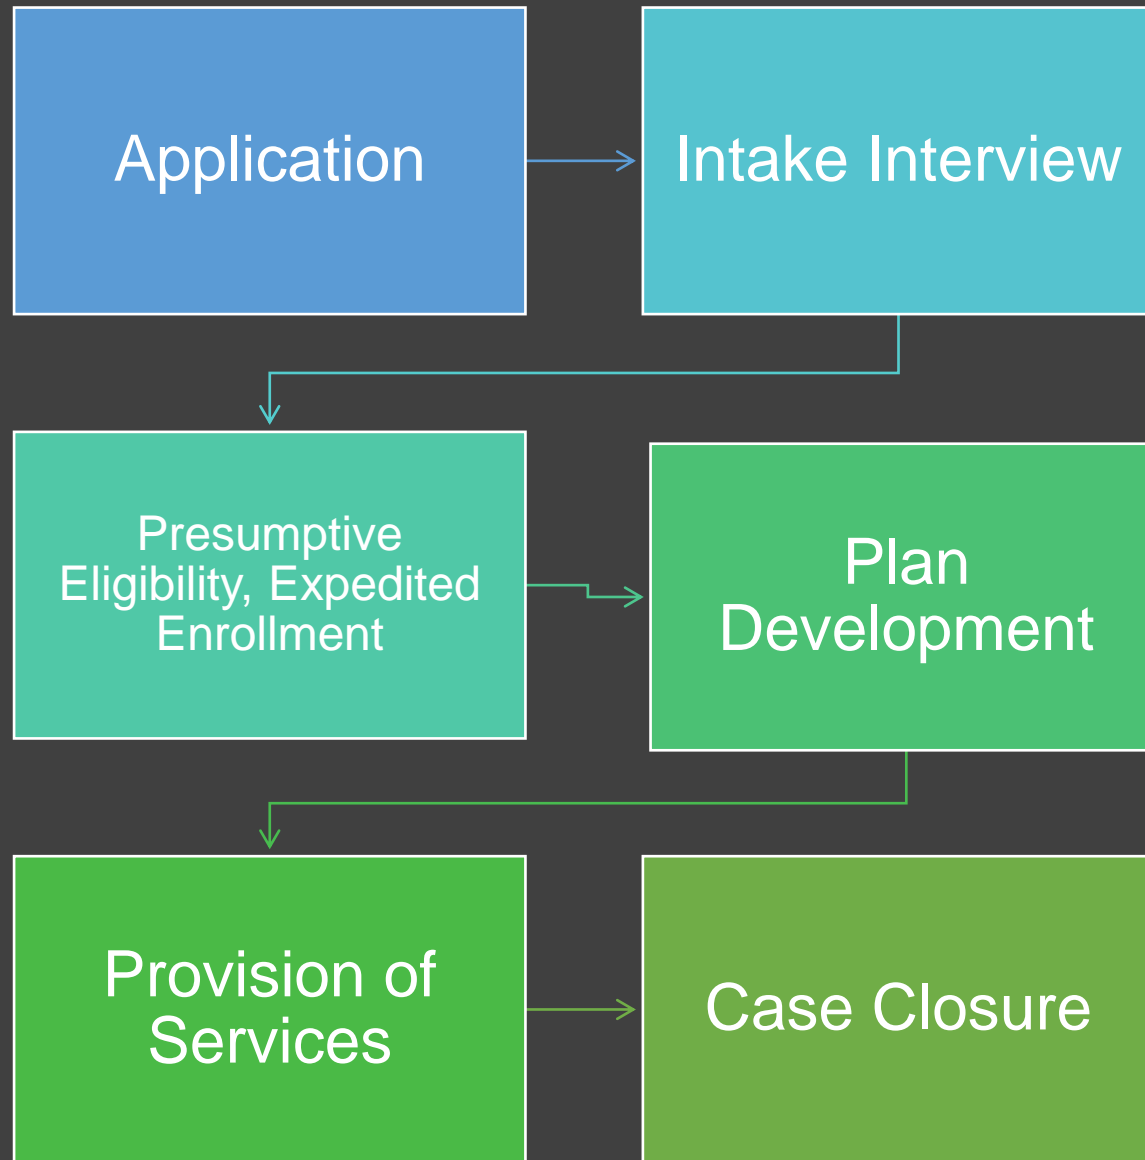 Application
Intake Interview
Presumptive
Eligibility, Expedited
Enrollment
Plan
Development
Provision of
Services
Case Closure